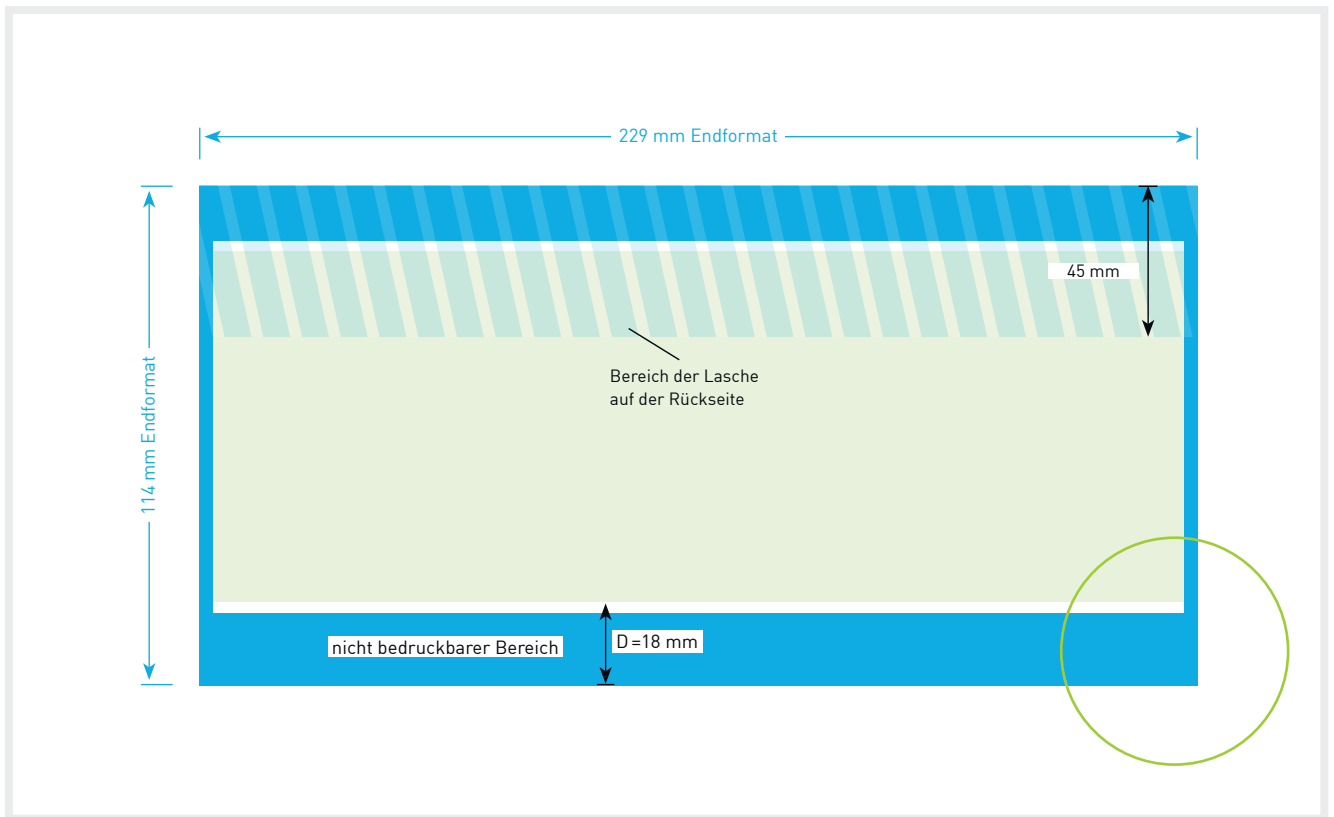 229 mm Endformat
45 mm
114 mm Endformat
Bereich der Lasche
auf der Rückseite
nicht bedruckbarer Bereich
D=18 mm